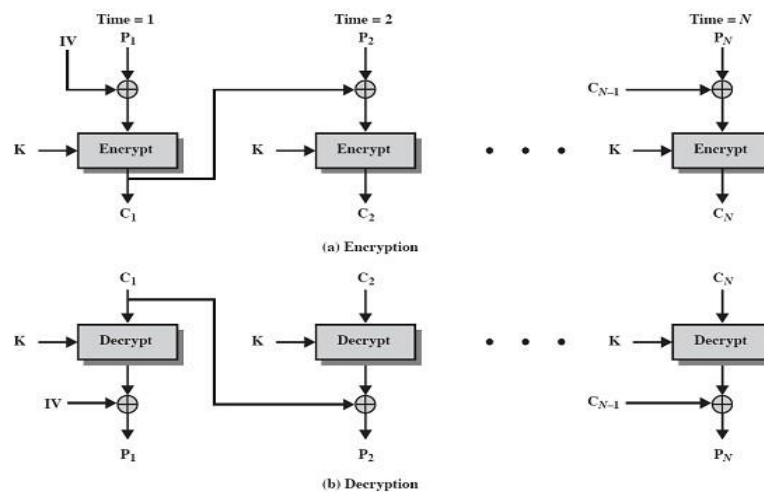 Time = 1 Time = 2 Time = N
IV P1 P2 PN
CN–1
K Encrypt K Encrypt K Encrypt
C1 C2 CN
(a) Encryption
C1 C2 CN
K Decrypt K Decrypt K Decrypt
IV CN–1
P1 P2 PN
(b) Decryption